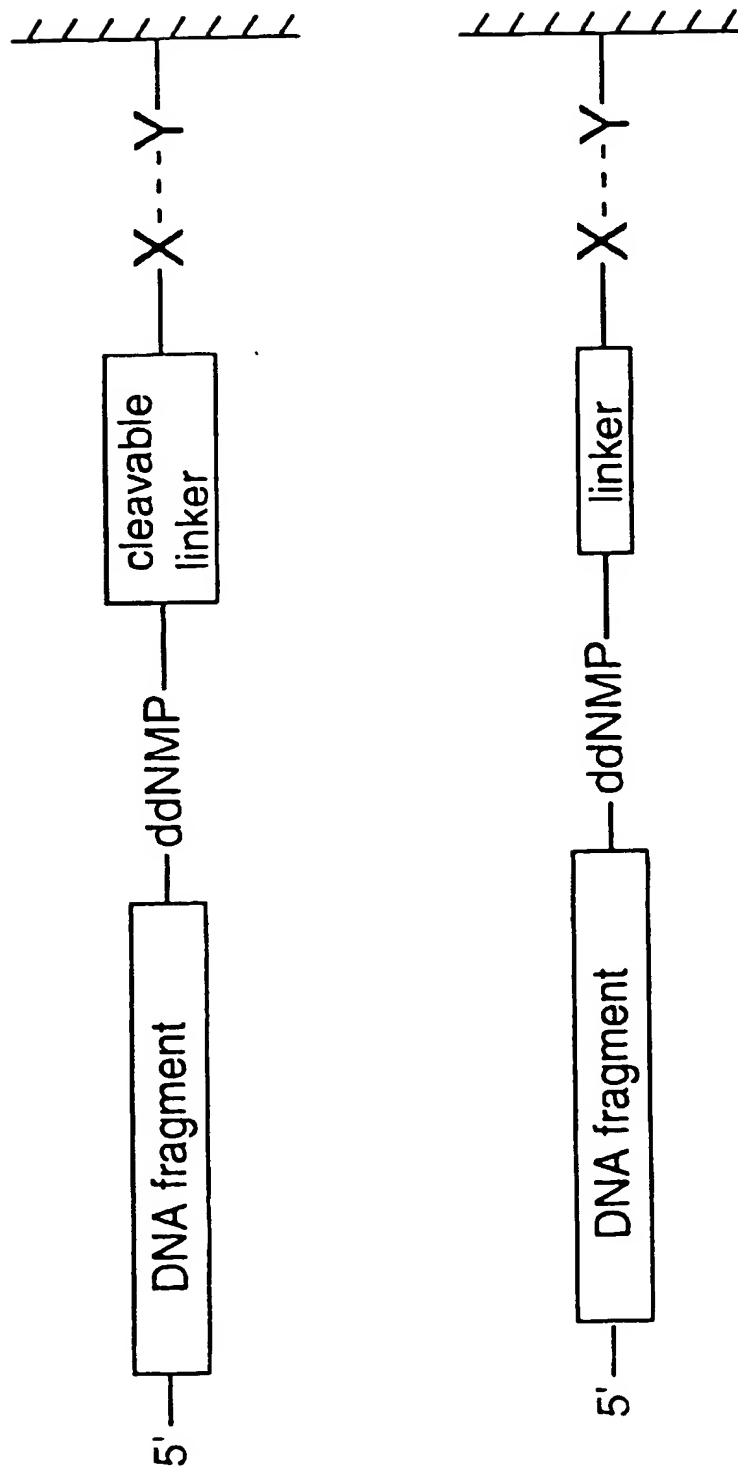 5' DNA fragment ddNMP cleavable linker X - - - Y
5' DNA fragment ddNMP linker X - - - Y